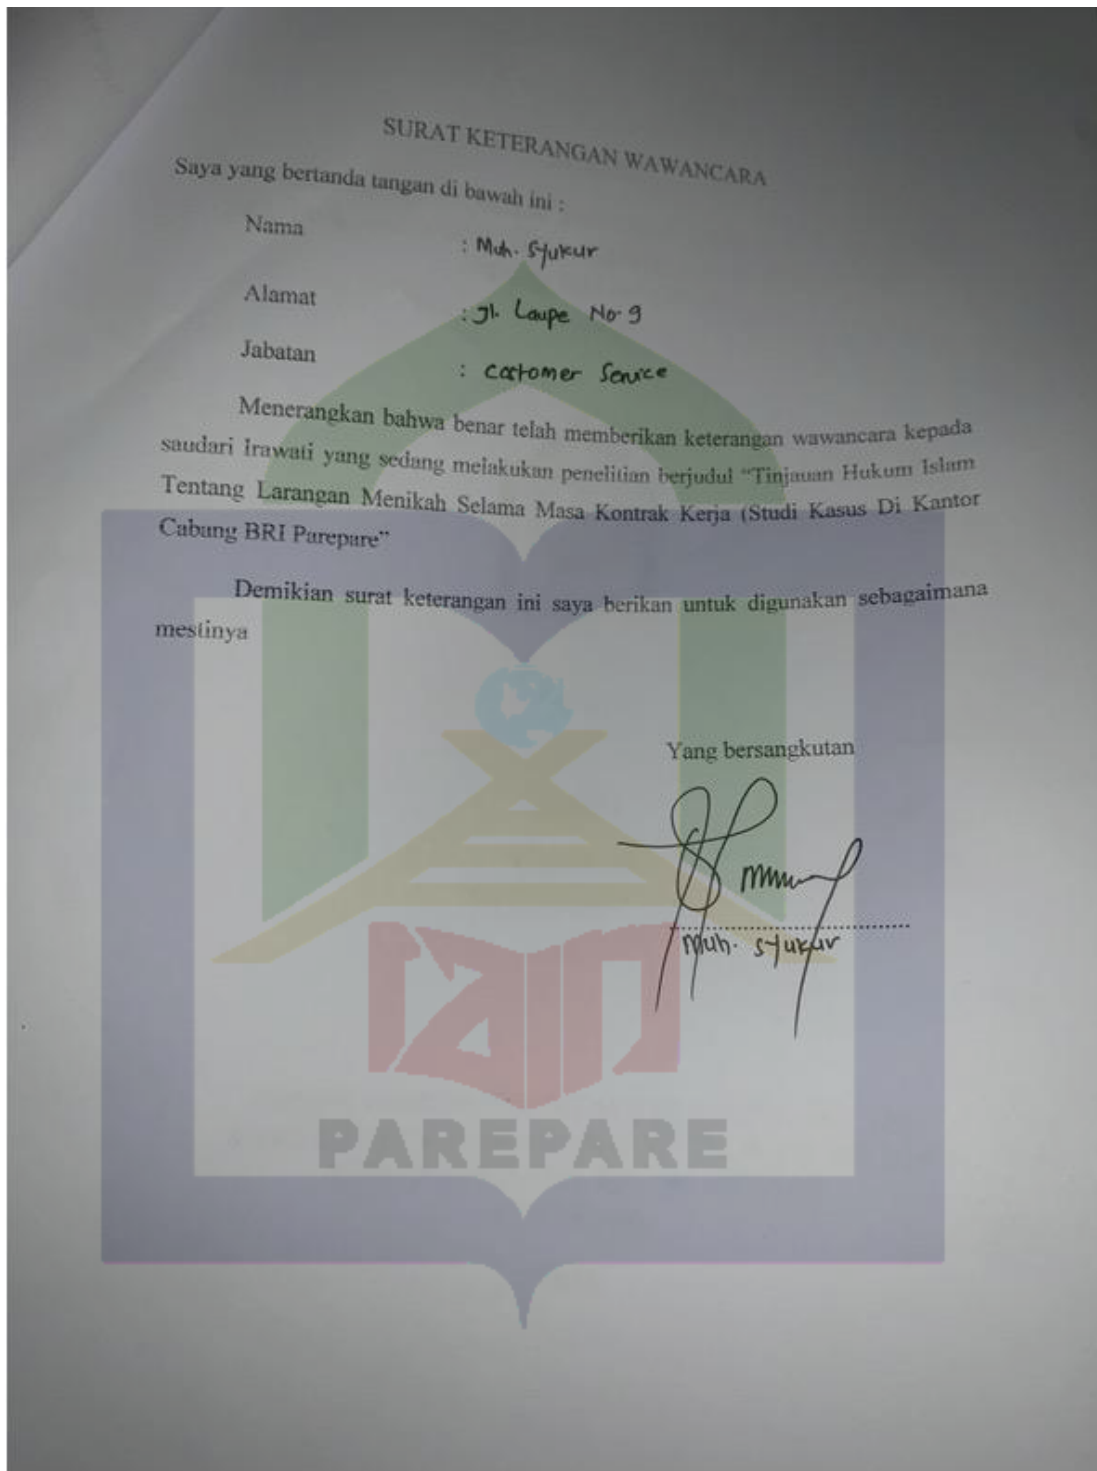 SURAT KETERANGAN WAWANCARA
Saya yang bertanda tangan di bawah ini :
Nama : Muh. Syukur
Alamat : Jl. Laupe No 9
Jabatan : Costomer Service
Menerangkan bahwa benar telah memberikan keterangan wawancara kepada
saudari Irawati yang sedang melakukan penelitian berjudul “Tinjauan Hukum Islam
Tentang Larangan Menikah Selama Masa Kontrak Kerja (Studi Kasus Di Kantor
Cabang BRI Parepare”
Demikian surat keterangan ini saya berikan untuk digunakan sebagaimana
mestinya
Yang bersangkutan
Muh. Syukur
IAIN
PAREPARE